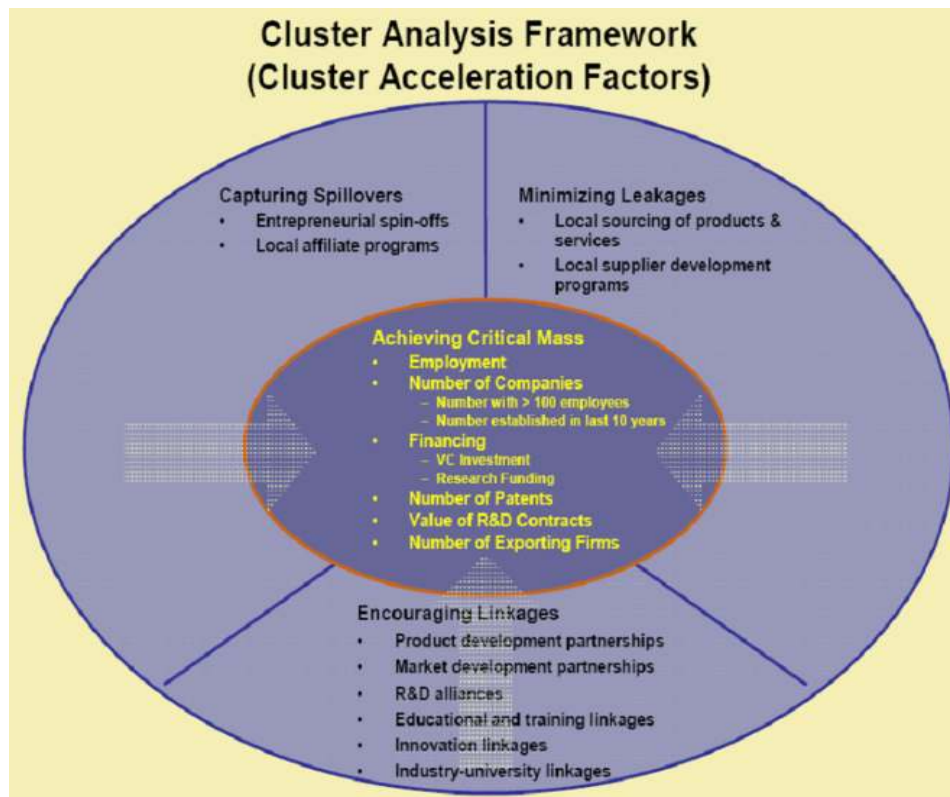 Cluster Analysis Framework
(Cluster Acceleration Factors)
Capturing Spillovers
• Entrepreneurial spin-offs
• Local affiliate programs
Minimizing Leakages
• Local sourcing of products &
services
• Local supplier development
programs
Achieving Critical Mass
• Employment
• Number of Companies
– Number with > 100 employees
– Number established in last 10 years
• Financing
– VC Investment
– Research Funding
• Number of Patents
• Value of R&D Contracts
• Number of Exporting Firms
Encouraging Linkages
• Product development partnerships
• Market development partnerships
• R&D alliances
• Educational and training linkages
• Innovation linkages
• Industry-university linkages